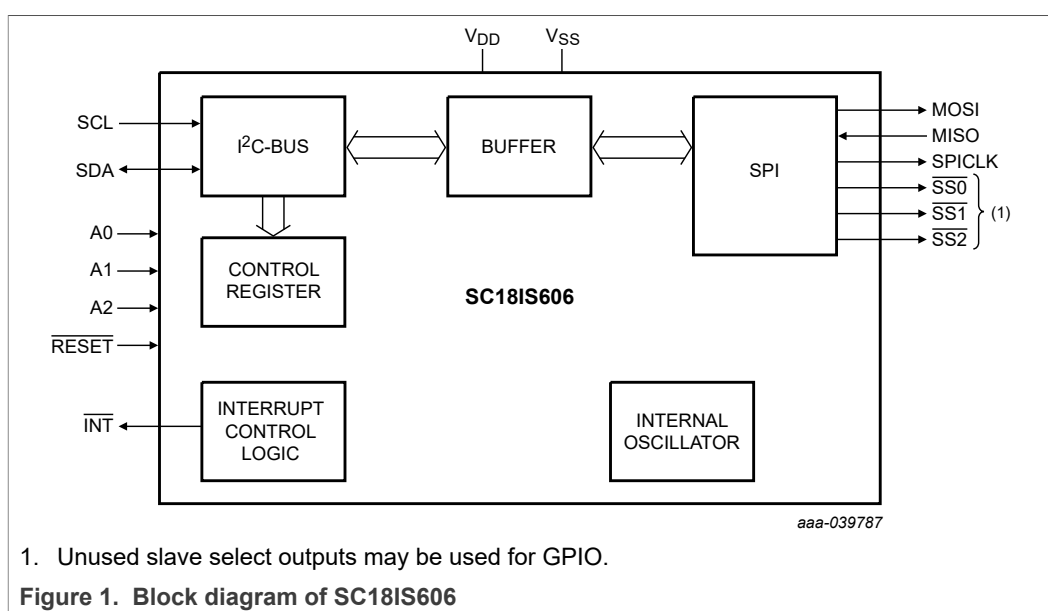 V_DD V_SS
SCL
SDA
A0
A1
A2
RESET
INT
I²C-BUS
BUFFER
SPI
CONTROL
REGISTER
SC18IS606
INTERRUPT
CONTROL
LOGIC
INTERNAL
OSCILLATOR
MOSI
MISO
SPICLK
SS0
SS1
SS2
(1)
aaa-039787
1. Unused slave select outputs may be used for GPIO.
Figure 1. Block diagram of SC18IS606